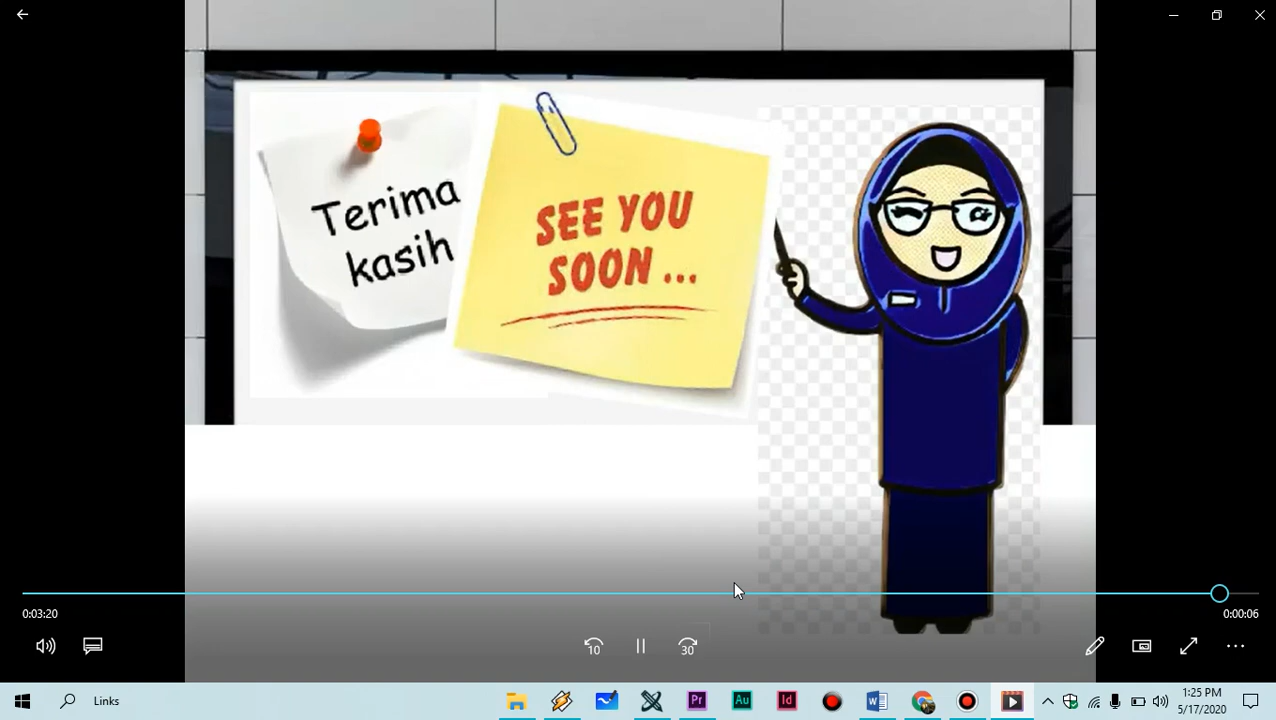 Terima
kasih
SEE YOU
SOON ...
0:03:20
0:00:06
10
30
Links
Pr
Au
Id
1:25 PM
5/17/2020